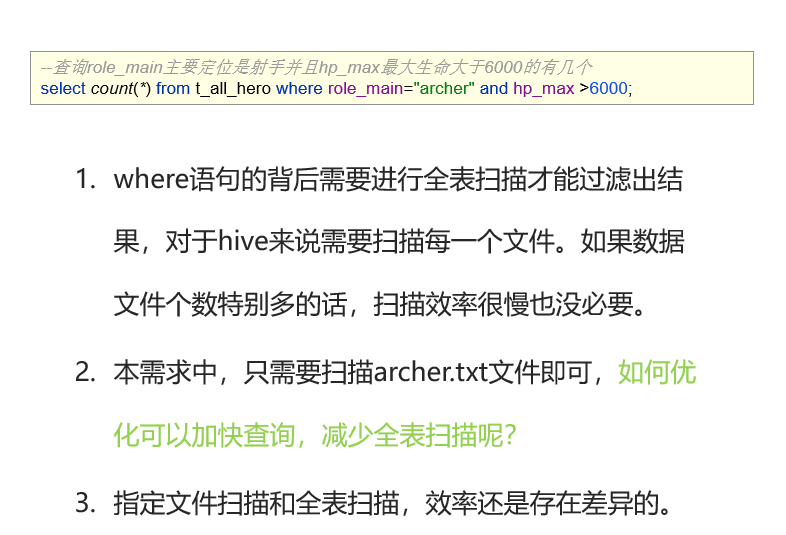 --查询role_main主要定位是射手并且hp_max最大生命大于6000的有几个
select count(*) from t_all_hero where role_main="archer" and hp_max >6000;
1. where语句的背后需要进行全表扫描才能过滤出结
果，对于hive来说需要扫描每一个文件。如果数据
文件个数特别多的话，扫描效率很慢也没必要。
2. 本需求中，只需要扫描archer.txt文件即可，如何优
化可以加快查询，减少全表扫描呢？
3. 指定文件扫描和全表扫描，效率还是存在差异的。